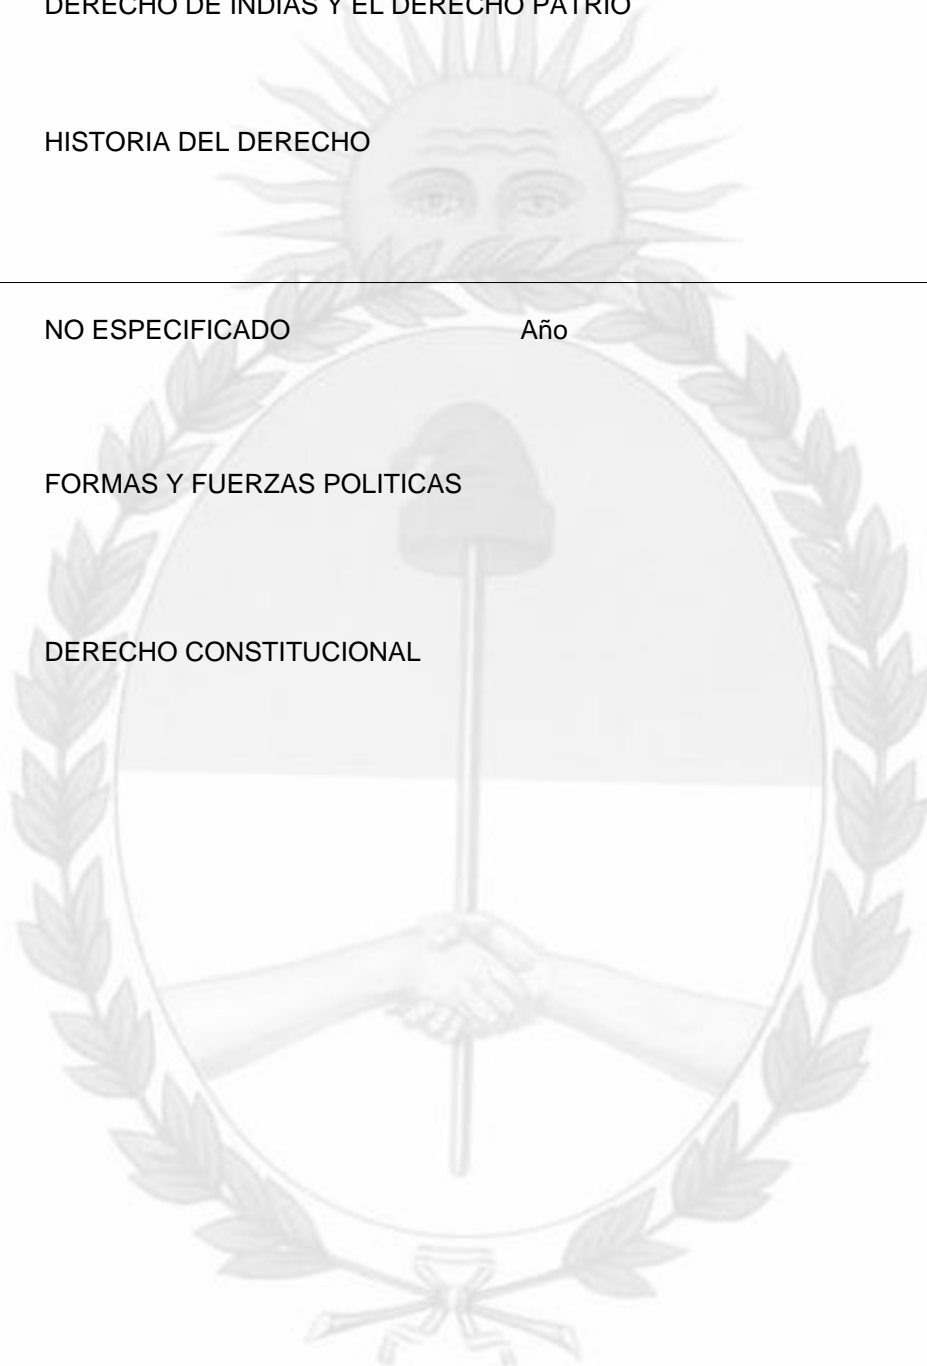 DERECHO DE INDIAS Y EL DERECHO PATRIO
HISTORIA DEL DERECHO
NO ESPECIFICADO Año
FORMAS Y FUERZAS POLITICAS
DERECHO CONSTITUCIONAL